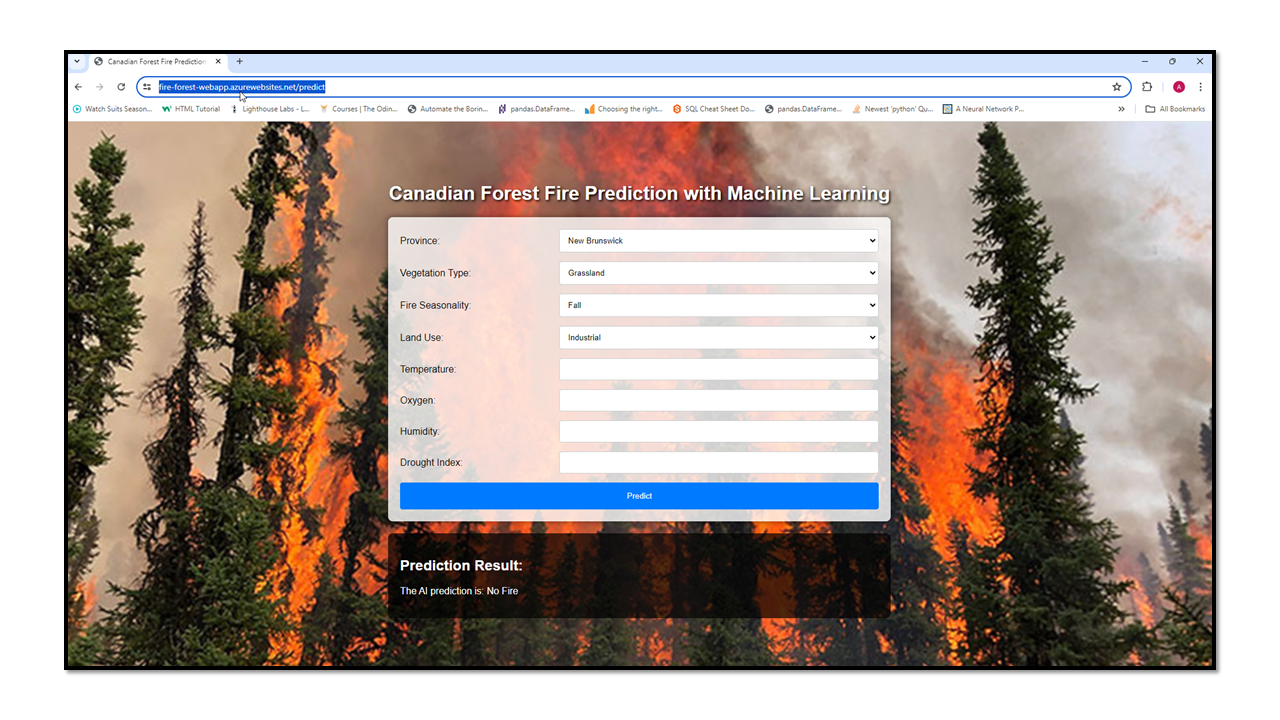 Canadian Forest Fire Prediction
fire-forest-webapp.azurewebsites.net/predict
Watch Suits Season... HTML Tutorial Lighthouse Labs - L... Courses | The Odin... Automate the Borin... pandas.DataFrame... Choosing the right... SQL Cheat Sheet Do... pandas.DataFrame... Newest 'python' Qu... A Neural Network P... » All Bookmarks
Canadian Forest Fire Prediction with Machine Learning
Province: New Brunswick
Vegetation Type: Grassland
Fire Seasonality: Fall
Land Use: Industrial
Temperature:
Oxygen:
Humidity:
Drought Index:
Predict
Prediction Result:
The AI prediction is: No Fire